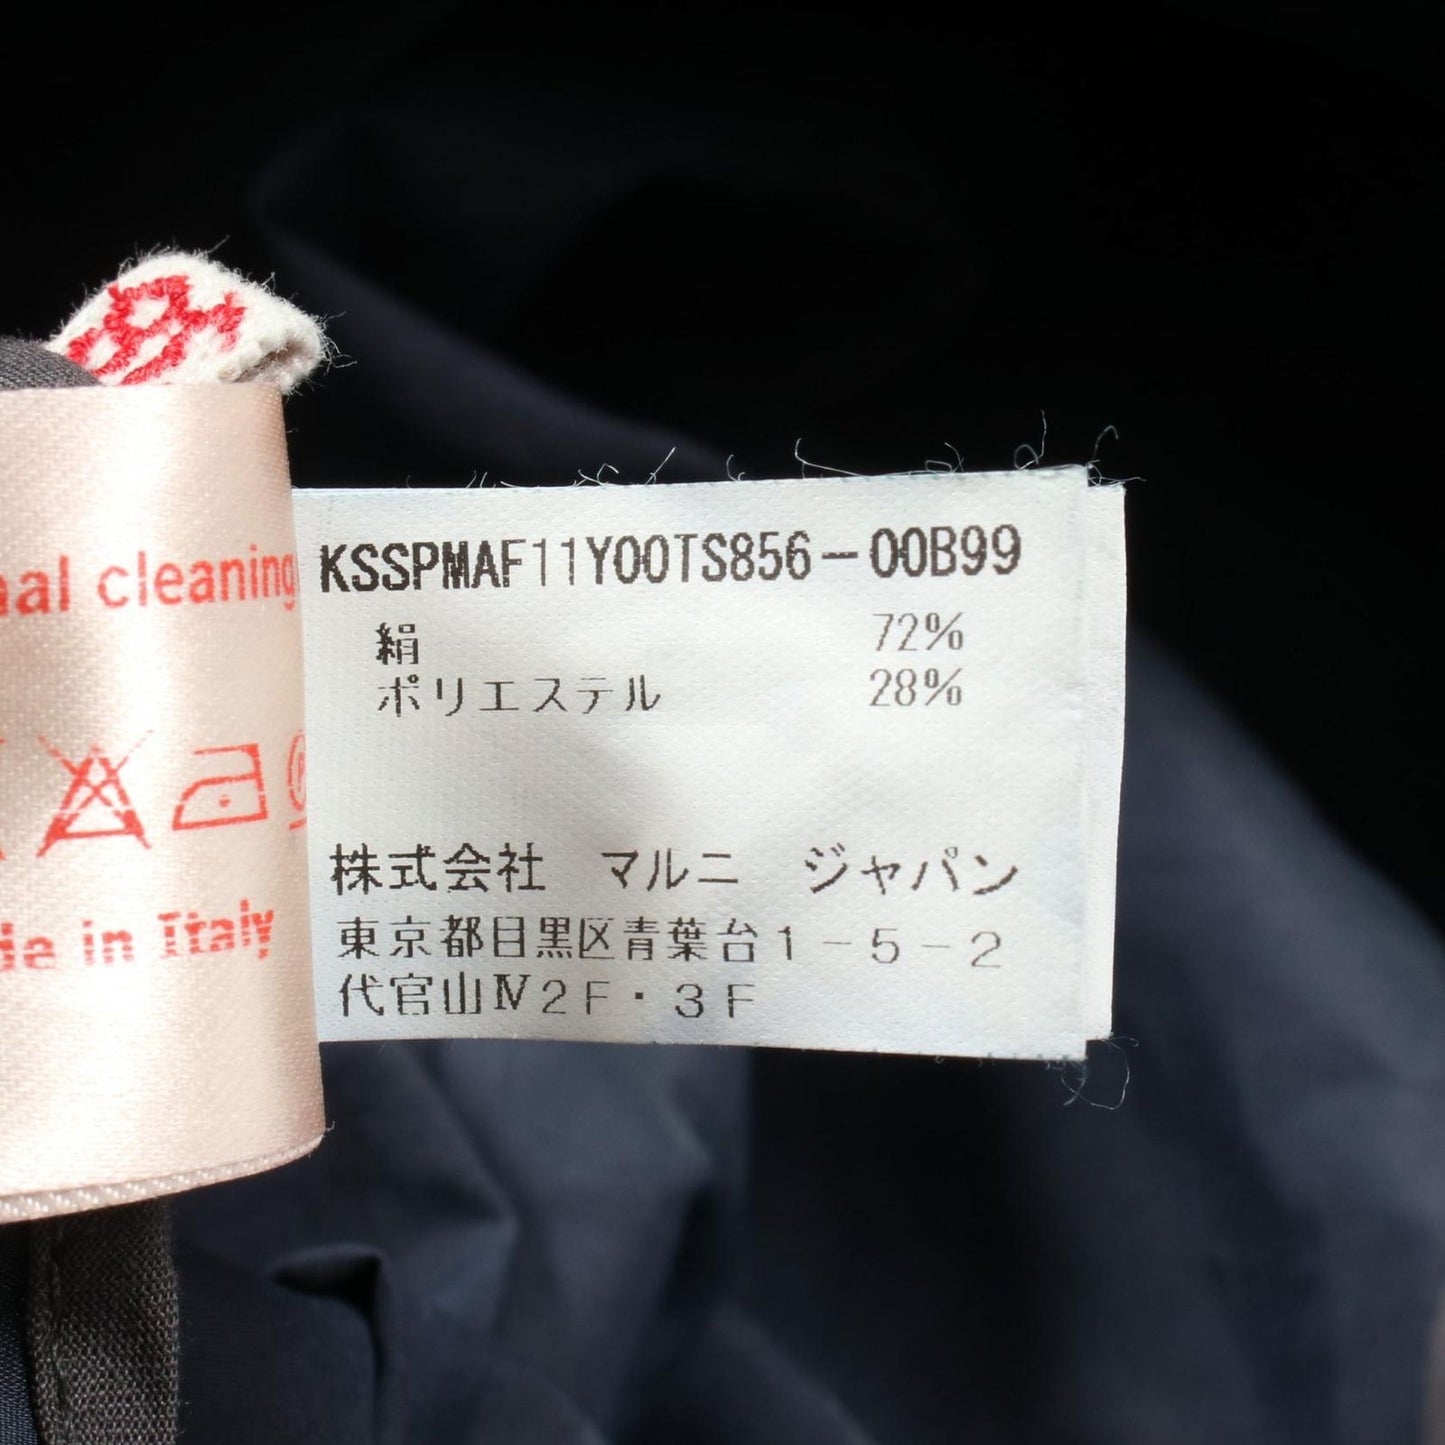 cleaning
in Italy
KSSPMAF11Y00TS856-00B99
絹 72%
ポリエステル 28%
株式会社 マルニ ジャパン
東京都目黒区青葉台1-5-2
代官山Ⅳ2F・3F